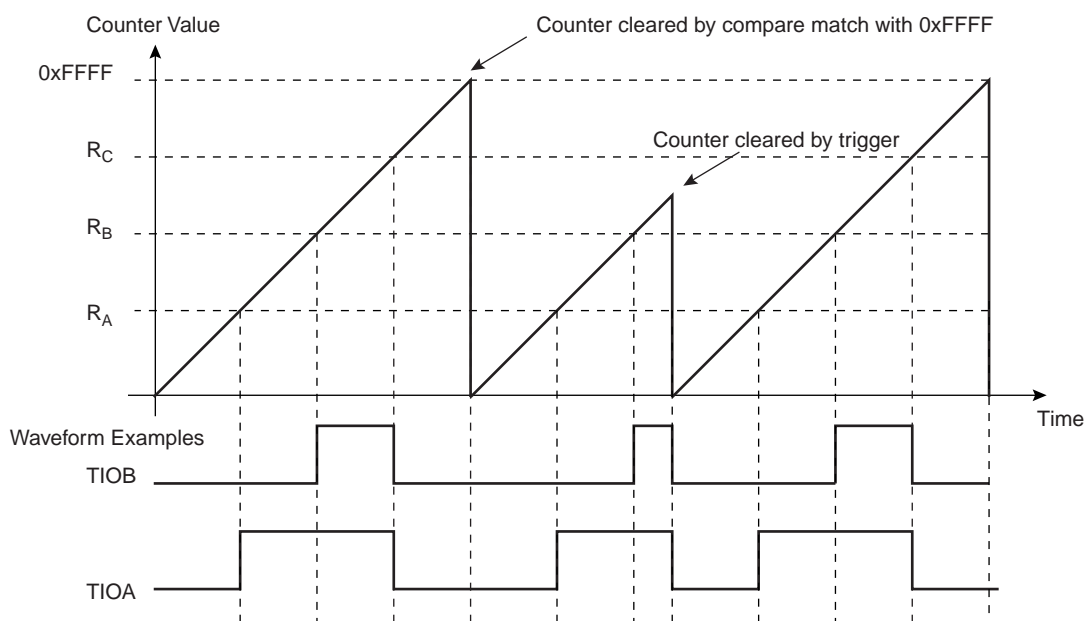 Counter Value
Counter cleared by compare match with 0xFFFF
0xFFFF
Counter cleared by trigger
RC
RB
RA
Time
Waveform Examples
TIOB
TIOA